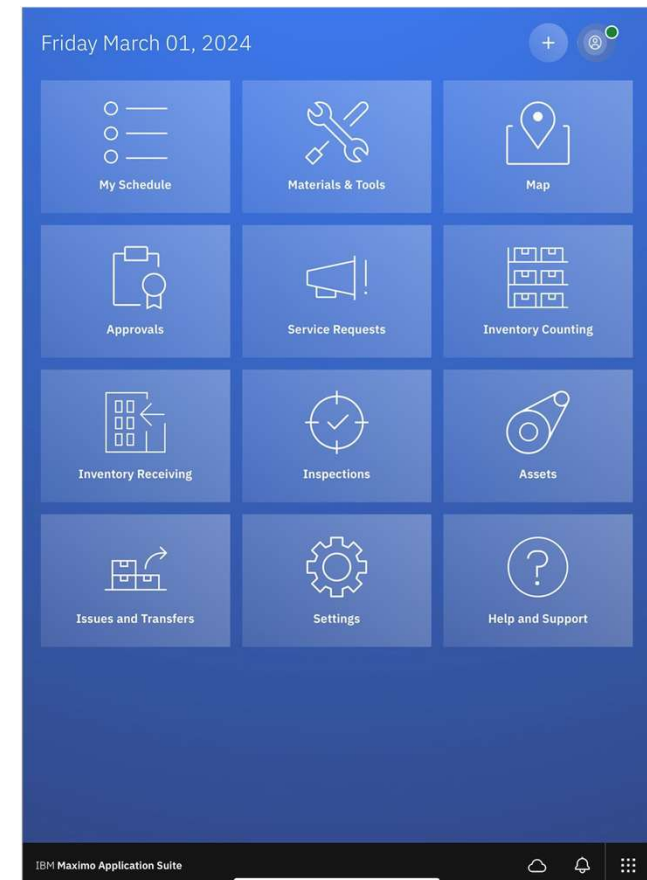 Friday March 01, 2024
My Schedule
Materials & Tools
Map
Approvals
Service Requests
Inventory Counting
Inventory Receiving
Inspections
Assets
Issues and Transfers
Settings
Help and Support
IBM Maximo Application Suite